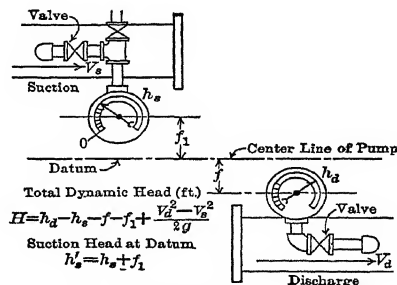 Valve
V_s
Suction
h_s
0
f_1
Center Line of Pump
Datum
f
h_d
Total Dynamic Head (ft.)
H=h_d-h_s-f-f_1+\frac{V_d^2-V_s^2}{2g}
Valve
Suction Head at Datum
h'_s=h_s±f_1
V_d
Discharge